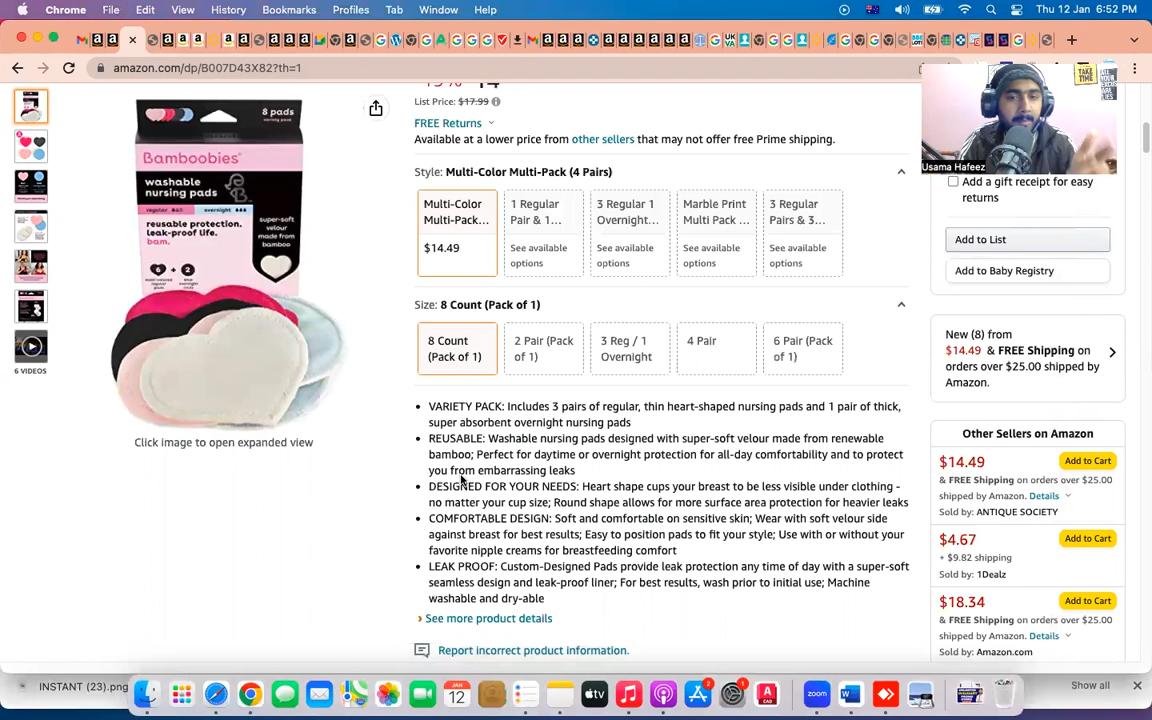 Chrome File Edit View History Bookmarks Profiles Tab Window Help
Thu 12 Jan 6:52 PM
amazon.com/dp/B007D43X82?th=1
List Price: $17.99
FREE Returns
Available at a lower price from other sellers that may not offer free Prime shipping.
Style: Multi-Color Multi-Pack (4 Pairs)
Multi-Color
Multi-Pack...
$14.49
1 Regular
Pair & 1...
See available
options
3 Regular 1
Overnight...
See available
options
Marble Print
Multi Pack ...
See available
options
3 Regular
Pairs & 3...
See available
options
Size: 8 Count (Pack of 1)
8 Count
(Pack of 1)
2 Pair (Pack
of 1)
3 Reg / 1
Overnight
4 Pair
6 Pair (Pack
of 1)
• VARIETY PACK: Includes 3 pairs of regular, thin heart-shaped nursing pads and 1 pair of thick,
super absorbent overnight nursing pads
• REUSABLE: Washable nursing pads designed with super-soft velour made from renewable
bamboo; Perfect for daytime or overnight protection for all-day comfortability and to protect
you from embarrassing leaks
• DESIGNED FOR YOUR NEEDS: Heart shape cups your breast to be less visible under clothing -
no matter your cup size; Round shape allows for more surface area protection for heavier leaks
• COMFORTABLE DESIGN: Soft and comfortable on sensitive skin; Wear with soft velour side
against breast for best results; Easy to position pads to fit your style; Use with or without your
favorite nipple creams for breastfeeding comfort
• LEAK PROOF: Custom-Designed Pads provide leak protection any time of day with a super-soft
seamless design and leak-proof liner; For best results, wash prior to initial use; Machine
washable and dry-able
› See more product details
Report incorrect product information.
8 pads
Bamboobies
washable
nursing pads
regular
overnight
reusable protection.
leak-proof life.
bam.
super-soft
velour
made from
bamboo
6 + 2
Click image to open expanded view
6 VIDEOS
TAKE
TIME
Usama Hafeez
Add a gift receipt for easy
returns
Add to List
Add to Baby Registry
New (8) from
$14.49 & FREE Shipping on
orders over $25.00 shipped by
Amazon.
Other Sellers on Amazon
$14.49
Add to Cart
& FREE Shipping on orders over $25.00
shipped by Amazon. Details
Sold by: ANTIQUE SOCIETY
$4.67
Add to Cart
+ $9.82 shipping
Sold by: 1Dealz
$18.34
Add to Cart
& FREE Shipping on orders over $25.00
shipped by Amazon. Details
Sold by: Amazon.com
INSTANT (23).png
Show all
JAN
12
tv
zoom